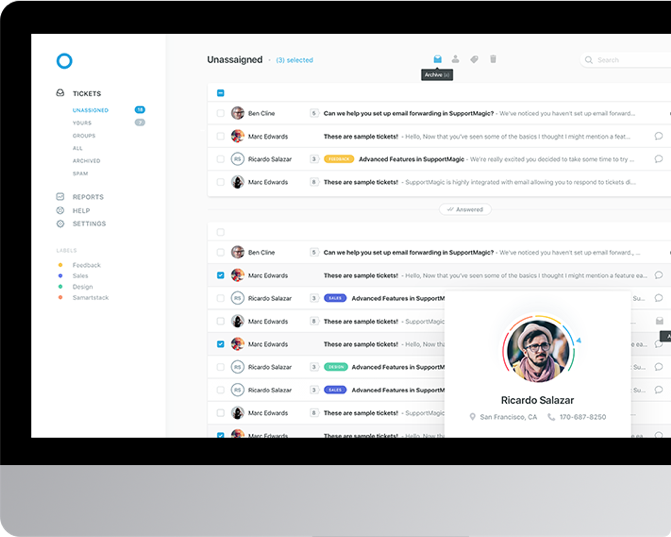 Unassaigned · (3) selected
Search
Archive
TICKETS
UNASSIGNED
YOURS
GROUPS
ALL
ARCHIVED
SPAM
REPORTS
HELP
SETTINGS
LABELS
Feedback
Sales
Design
Samartstack
Ben Cline 5 Can we help you set up email forwarding in SupportMagic? - We've noticed you haven't set up email forward...
Marc Edwards These are sample tickets! - Hello, Now that you've seen some of the basics I thought I might mention a feat...
RS Ricardo Salazar 3 FEEDBACK Advanced Features in SupportMagic - We're really excited you decided to take some time to try ...
Marc Edwards 8 These are sample tickets! - SupportMagic is highly integrated with email allowing you to respond to tickets di...
Answered
Ben Cline 5 Can we help you set up email forwarding in SupportMagic? - We've noticed you haven't set up email forward..,
Marc Edwards These are sample tickets! - Hello, Now that you've seen some of the basics I thought I might mention a feature ea...
RS Ricardo Salazar 3 SALES Advanced Features in SupportM Su...
Marc Edwards 8 These are sample tickets! - SupportMagic
Marc Edwards These are sample tickets! - Hello, Now th ea...
RS Ricardo Salazar 3 DESIGN Advanced Features in SupportM Su...
RS Ricardo Salazar 3 SALES Advanced Features in SupportM Su...
Marc Edwards 8 These are sample tickets! - SupportMagic
Marc Edwards These are sample tickets! - Hello, Now th ea...
Ricardo Salazar
San Francisco, CA 170-687-8250